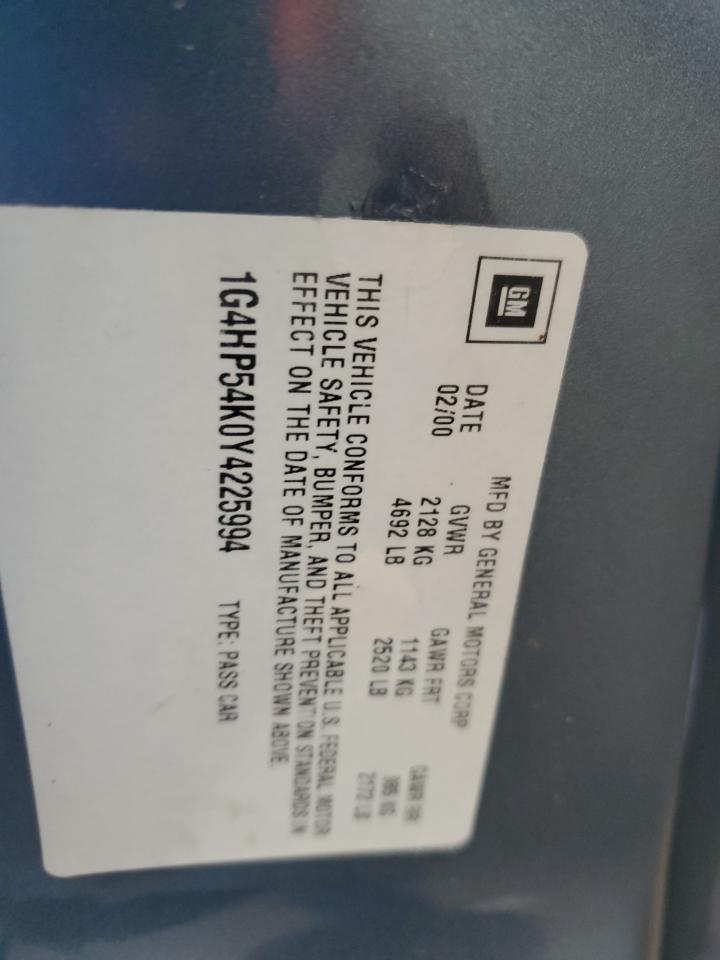 GM
MFD BY GENERAL MOTORS CORP
DATE GVWR GAWR FRT GAWR RR
02/00 2128 KG 1143 KG 985 KG
4692 LB 2520 LB 2172 LB
THIS VEHICLE CONFORMS TO ALL APPLICABLE U.S. FEDERAL MOTOR
VEHICLE SAFETY, BUMPER, AND THEFT PREVENTION STANDARDS IN
EFFECT ON THE DATE OF MANUFACTURE SHOWN ABOVE.
1G4HP54K0Y4225994 TYPE: PASS CAR